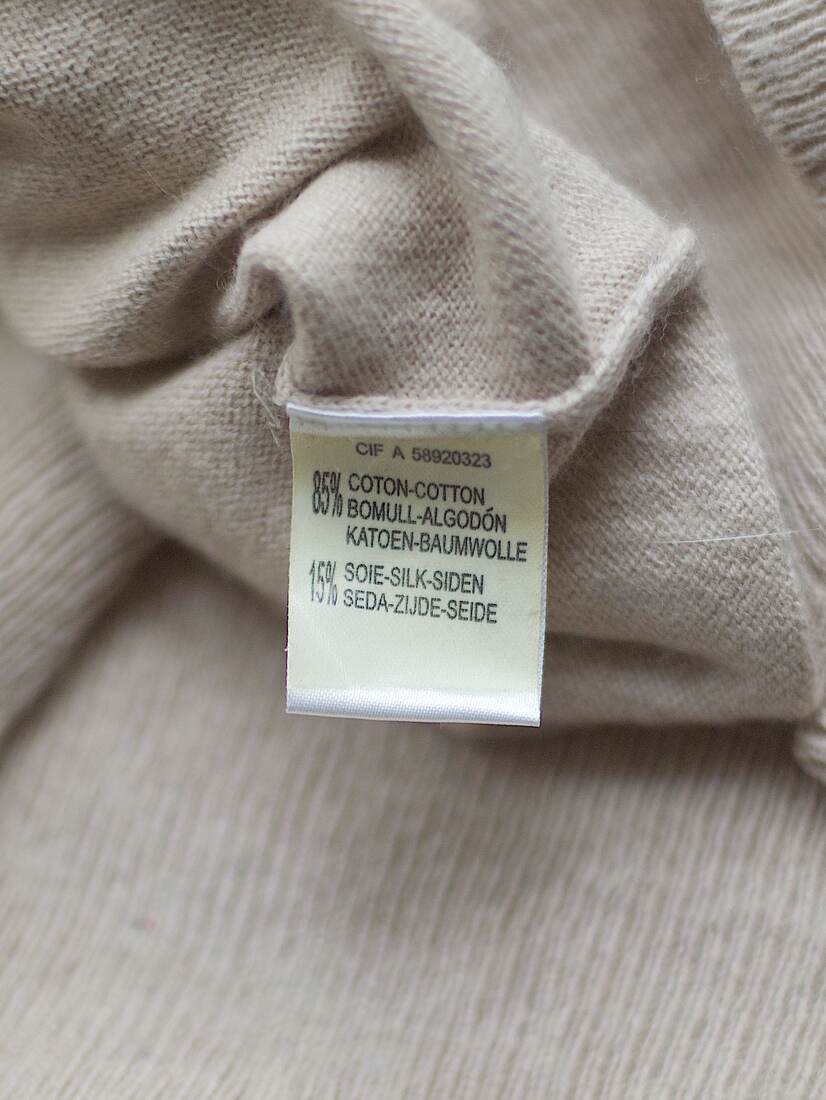 CIF A 58920323
85% COTON-COTTON
BOMULL-ALGODÓN
KATOEN-BAUMWOLLE
15% SOIE-SILK-SIDEN
SEDA-ZIJDE-SEIDE